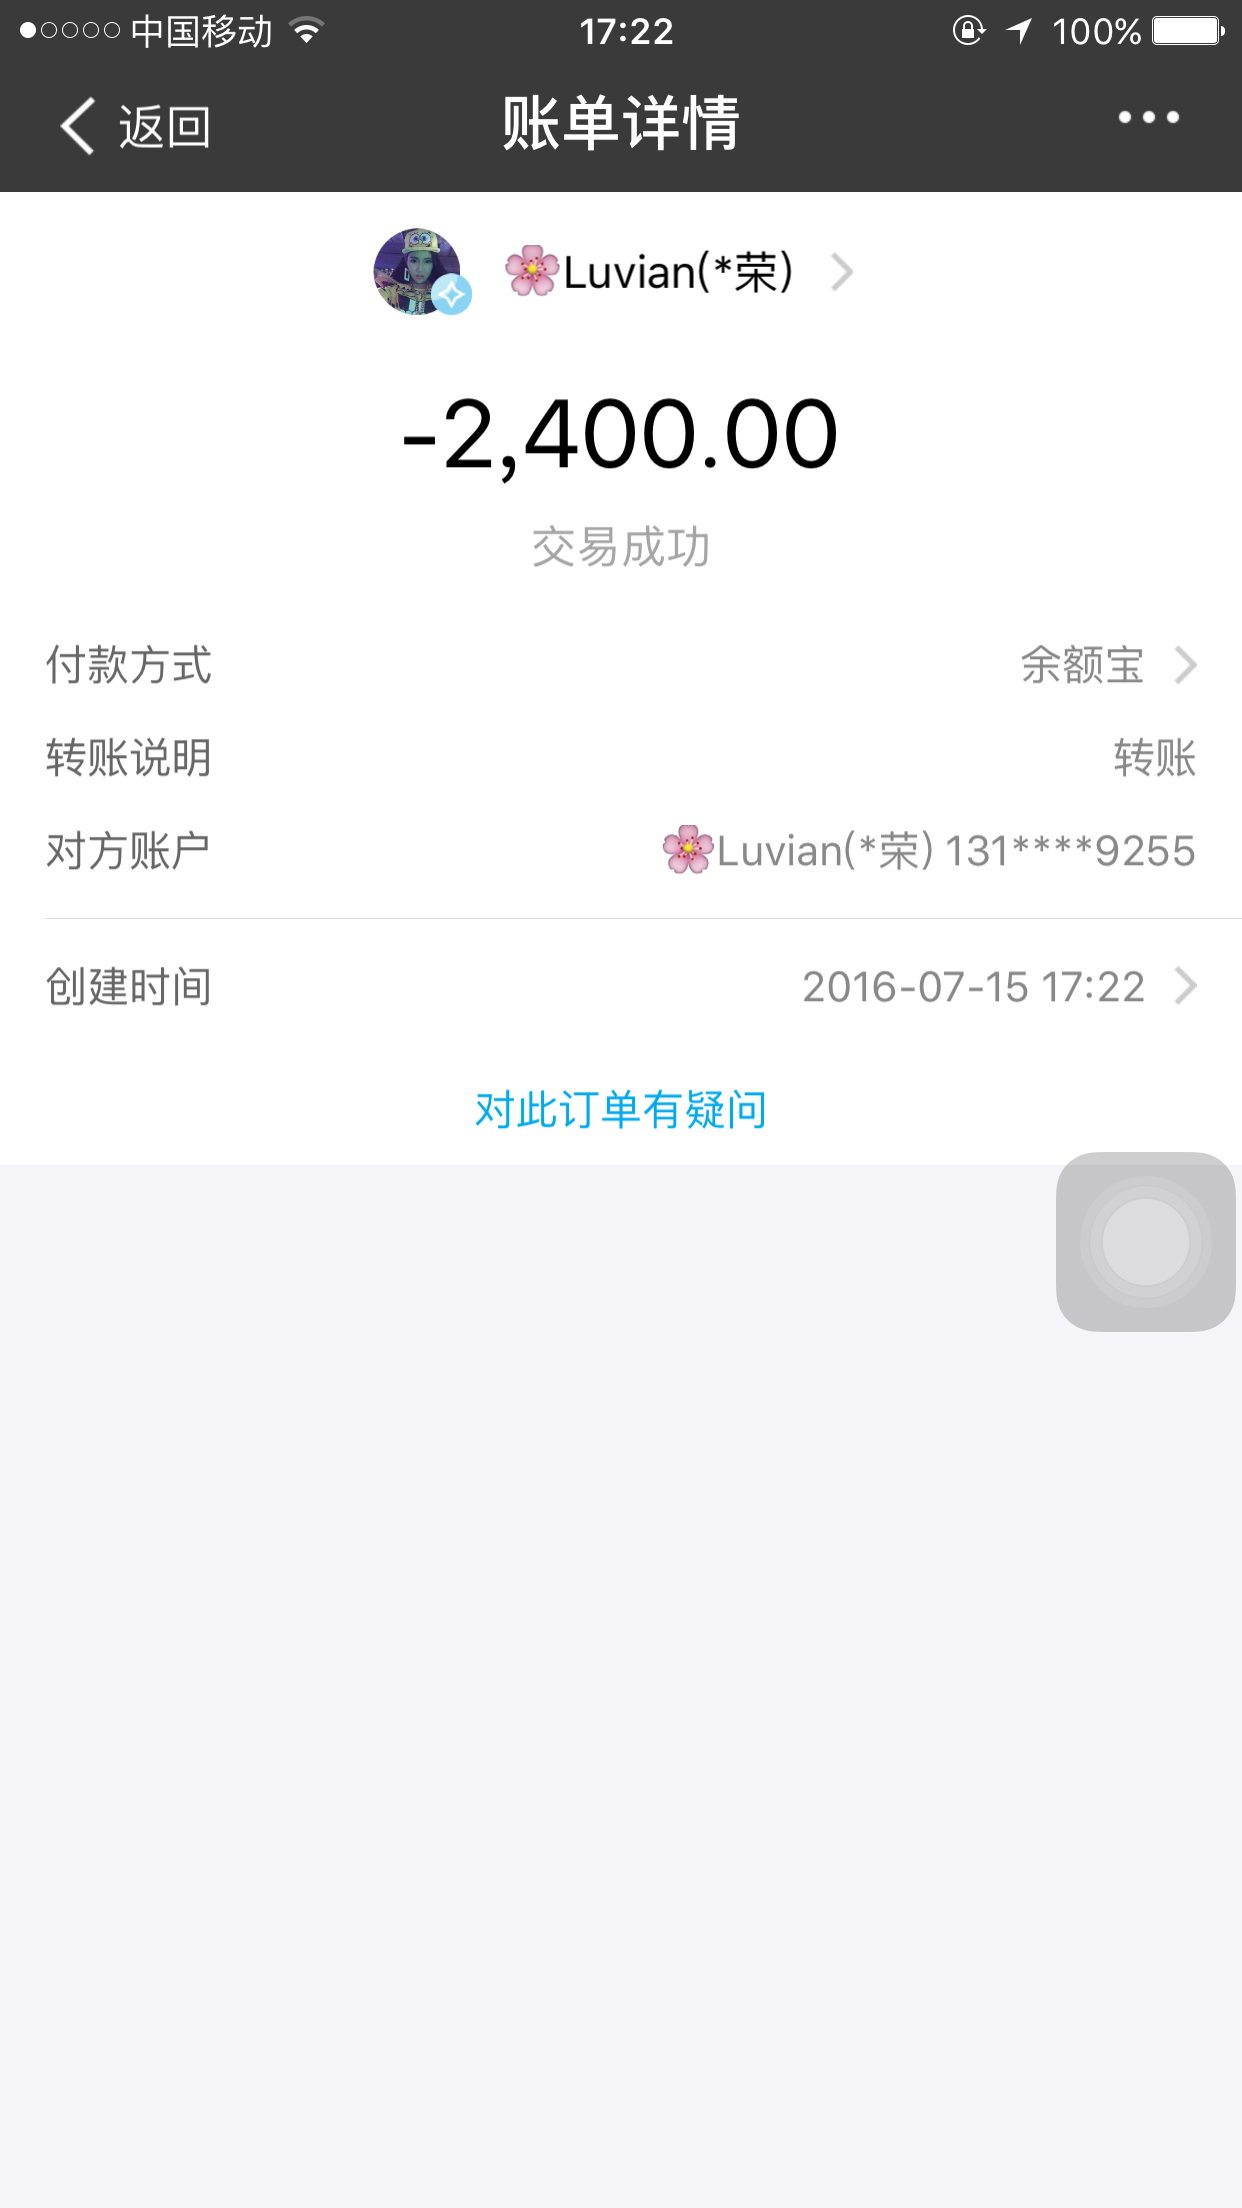 中国移动 17:22 100%
返回 账单详情
🌸Luvian(*荣)
-2,400.00
交易成功
付款方式 余额宝
转账说明 转账
对方账户 🌸Luvian(*荣) 131****9255
创建时间 2016-07-15 17:22
对此订单有疑问